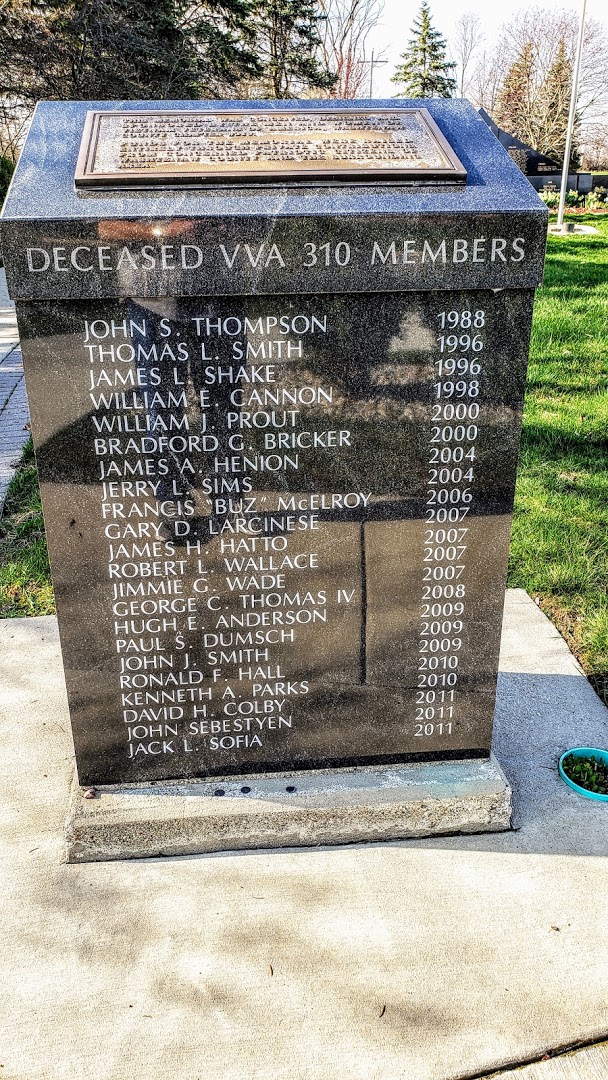 DECEASED VVA 310 MEMBERS
JOHN S. THOMPSON 1988
THOMAS L. SMITH 1996
JAMES L. SHAKE 1996
WILLIAM E. CANNON 1998
WILLIAM J. PROUT 2000
BRADFORD G. BRICKER 2000
JAMES A. HENION 2004
JERRY L. SIMS 2004
FRANCIS "BUZ" McELROY 2006
GARY D. LARCINESE 2007
JAMES H. HATTO 2007
ROBERT L. WALLACE 2007
JIMMIE G. WADE 2007
GEORGE C. THOMAS IV 2008
HUGH E. ANDERSON 2009
PAUL S. DUMSCH 2009
JOHN J. SMITH 2009
RONALD F. HALL 2010
KENNETH A. PARKS 2010
DAVID H. COLBY 2011
JOHN SEBESTYEN 2011
JACK L. SOFIA 2011